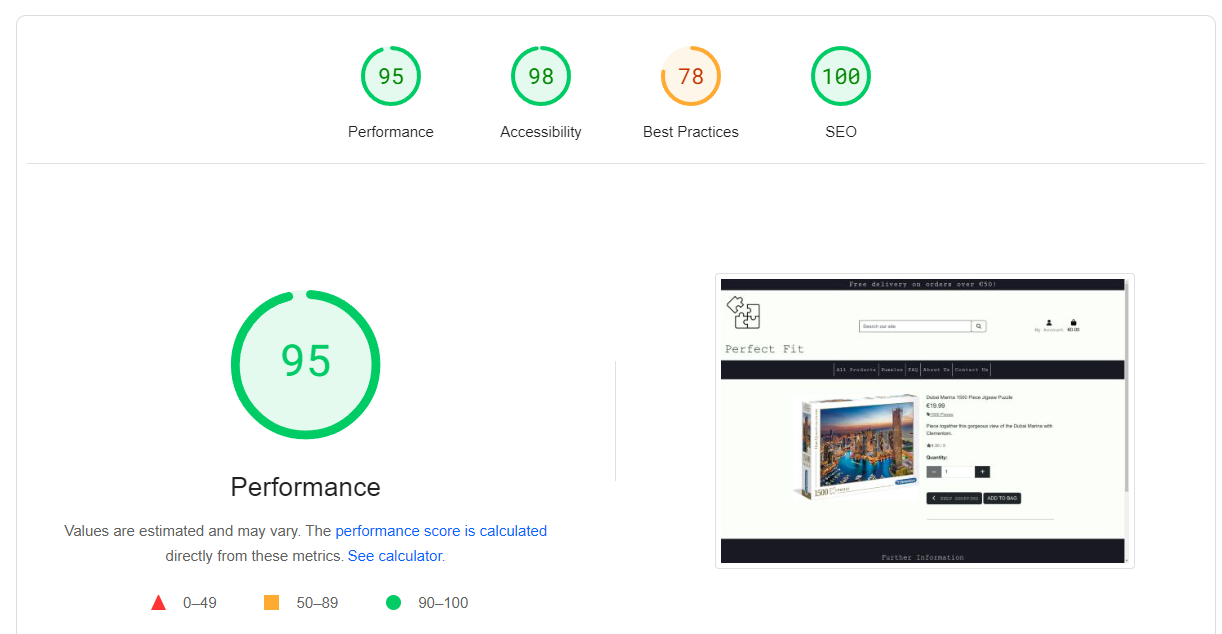 95
98
78
100
Performance
Accessibility
Best Practices
SEO
95
Performance
Values are estimated and may vary. The performance score is calculated
directly from these metrics. See calculator.
0–49
50–89
90–100
Free delivery on orders over €50!
Search our site
My Account
€0.00
Perfect Fit
All Products
Puzzles
FAQ
About Us
Contact Us
Dubai Marina 1500 Piece Jigsaw Puzzle
€19.99
1500 Pieces
Piece together this gorgeous view of the Dubai Marina with
Clementoni.
Quantity:
1
1500
KEEP SHOPPING
ADD TO BAG
Further Information